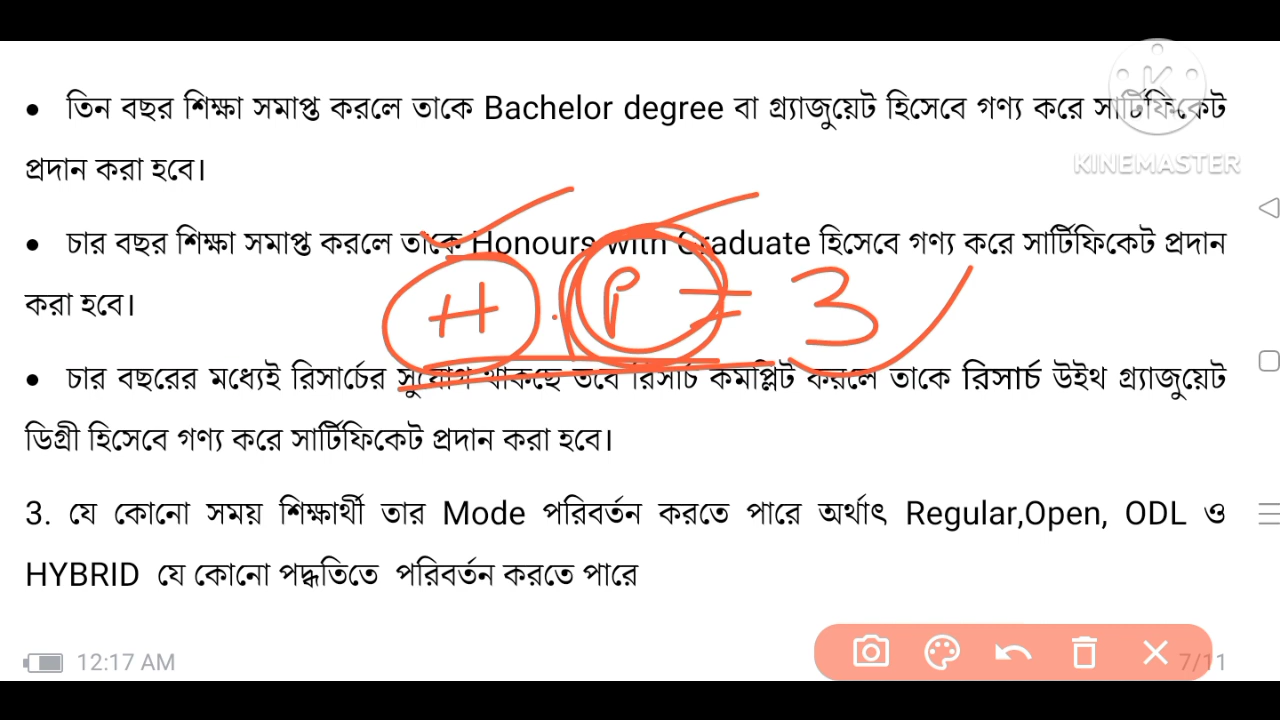 • তিন বছর শিক্ষা সমাপ্ত করলে তাকে Bachelor degree বা গ্র্যাজুয়েট হিসেবে গণ্য করে সার্টিফিকেট
KINEMASTER
প্রদান করা হবে।
• চার বছর শিক্ষা সমাপ্ত করলে তাকে Honours with Graduate হিসেবে গণ্য করে সার্টিফিকেট প্রদান
করা হবে।
H . P = 3
• চার বছরের মধ্যেই রিসার্চের সুযোগ থাকছে তবে রিসার্চ কমপ্লিট করলে তাকে রিসার্চ উইথ গ্র্যাজুয়েট
ডিগ্রী হিসেবে গণ্য করে সার্টিফিকেট প্রদান করা হবে।
3. যে কোনো সময় শিক্ষার্থী তার Mode পরিবর্তন করতে পারে অর্থাৎ Regular,Open, ODL ও
HYBRID যে কোনো পদ্ধতিতে পরিবর্তন করতে পারে
12:17 AM
7/11